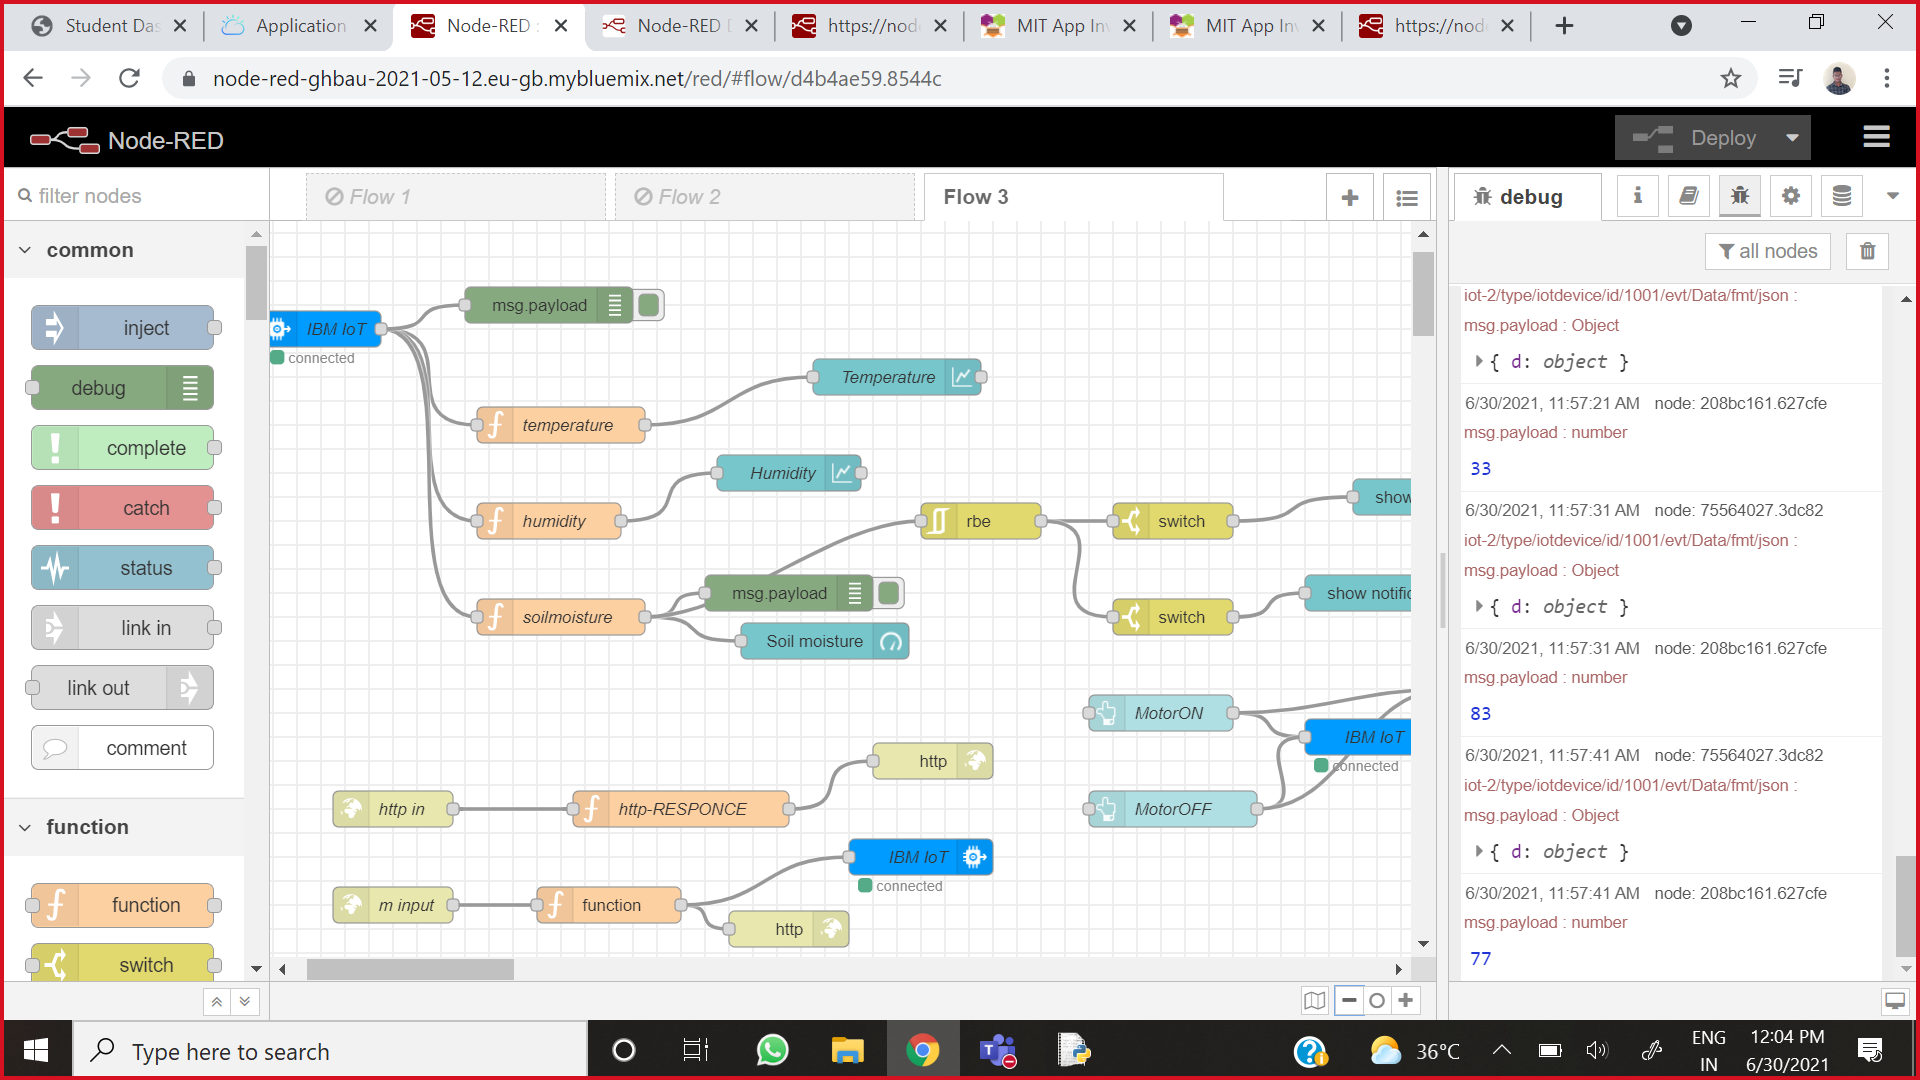 Student Das
Application
Node-RED :
Node-RED D
https://node
MIT App Inv
MIT App Inv
https://node
node-red-ghbau-2021-05-12.eu-gb.mybluemix.net/red/#flow/d4b4ae59.8544c
Node-RED
Deploy
filter nodes
Flow 1
Flow 2
Flow 3
debug
all nodes
common
inject
debug
complete
catch
status
link in
link out
comment
function
function
switch
IBM IoT
connected
msg.payload
Temperature
temperature
Humidity
humidity
rbe
switch
show
msg.payload
soilmoisture
Soil moisture
switch
show notific
MotorON
IBM IoT
connected
MotorOFF
http
http in
http-RESPONCE
IBM IoT
connected
m input
function
http
iot-2/type/iotdevice/id/1001/evt/Data/fmt/json :
msg.payload : Object
{ d: object }
6/30/2021, 11:57:21 AM node: 208bc161.627cfe
msg.payload : number
33
6/30/2021, 11:57:31 AM node: 75564027.3dc82
iot-2/type/iotdevice/id/1001/evt/Data/fmt/json :
msg.payload : Object
{ d: object }
6/30/2021, 11:57:31 AM node: 208bc161.627cfe
msg.payload : number
83
6/30/2021, 11:57:41 AM node: 75564027.3dc82
iot-2/type/iotdevice/id/1001/evt/Data/fmt/json :
msg.payload : Object
{ d: object }
6/30/2021, 11:57:41 AM node: 208bc161.627cfe
msg.payload : number
77
Type here to search
36°C
ENG
IN
12:04 PM
6/30/2021